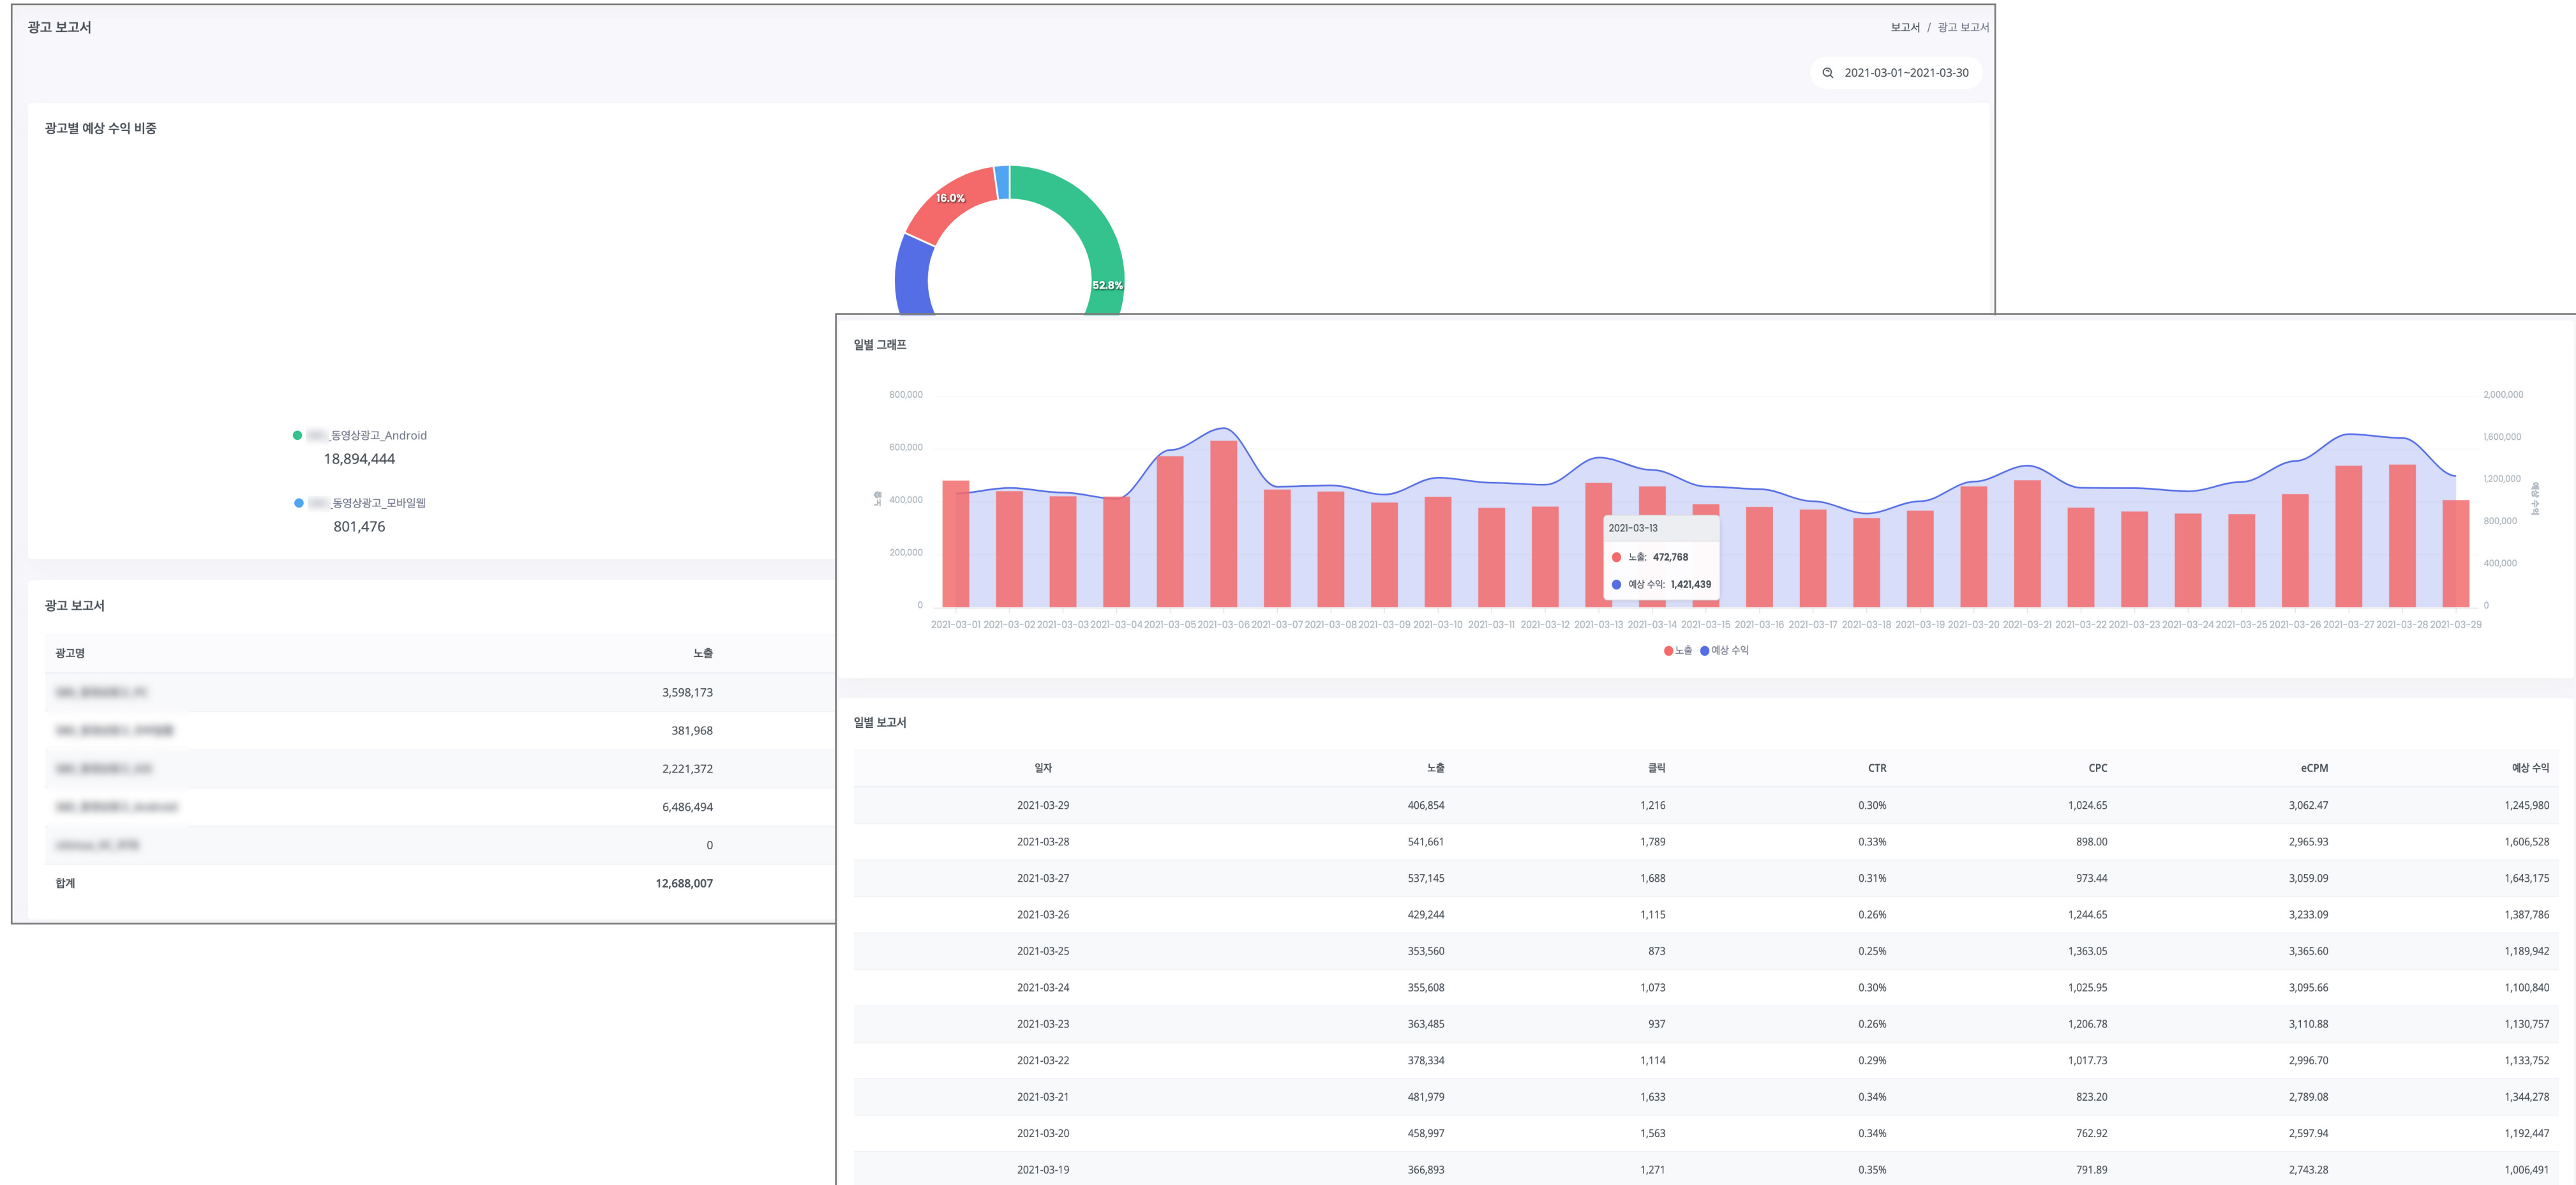 광고 보고서
보고서 / 광고 보고서
2021-03-01~2021-03-30
광고별 예상 수익 비중
16.0%
52.8%
_동영상광고_Android
18,894,444
_동영상광고_모바일웹
801,476
광고 보고서
광고명 노출
3,598,173
381,968
2,221,372
6,486,494
0
합계 12,688,007
일별 그래프
800,000
600,000
400,000
200,000
0
노출
2,000,000
1,600,000
1,200,000
800,000
400,000
0
예상 수익
2021-03-13
노출: 472,768
예상 수익: 1,421,439
2021-03-01 2021-03-02 2021-03-03 2021-03-04 2021-03-05 2021-03-06 2021-03-07 2021-03-08 2021-03-09 2021-03-10 2021-03-11 2021-03-12 2021-03-13 2021-03-14 2021-03-15 2021-03-16 2021-03-17 2021-03-18 2021-03-19 2021-03-20 2021-03-21 2021-03-22 2021-03-23 2021-03-24 2021-03-25 2021-03-26 2021-03-27 2021-03-28 2021-03-29
노출 예상 수익
일별 보고서
일자 노출 클릭 CTR CPC eCPM 예상 수익
2021-03-29 406,854 1,216 0.30% 1,024.65 3,062.47 1,245,980
2021-03-28 541,661 1,789 0.33% 898.00 2,965.93 1,606,528
2021-03-27 537,145 1,688 0.31% 973.44 3,059.09 1,643,175
2021-03-26 429,244 1,115 0.26% 1,244.65 3,233.09 1,387,786
2021-03-25 353,560 873 0.25% 1,363.05 3,365.60 1,189,942
2021-03-24 355,608 1,073 0.30% 1,025.95 3,095.66 1,100,840
2021-03-23 363,485 937 0.26% 1,206.78 3,110.88 1,130,757
2021-03-22 378,334 1,114 0.29% 1,017.73 2,996.70 1,133,752
2021-03-21 481,979 1,633 0.34% 823.20 2,789.08 1,344,278
2021-03-20 458,997 1,563 0.34% 762.92 2,597.94 1,192,447
2021-03-19 366,893 1,271 0.35% 791.89 2,743.28 1,006,491